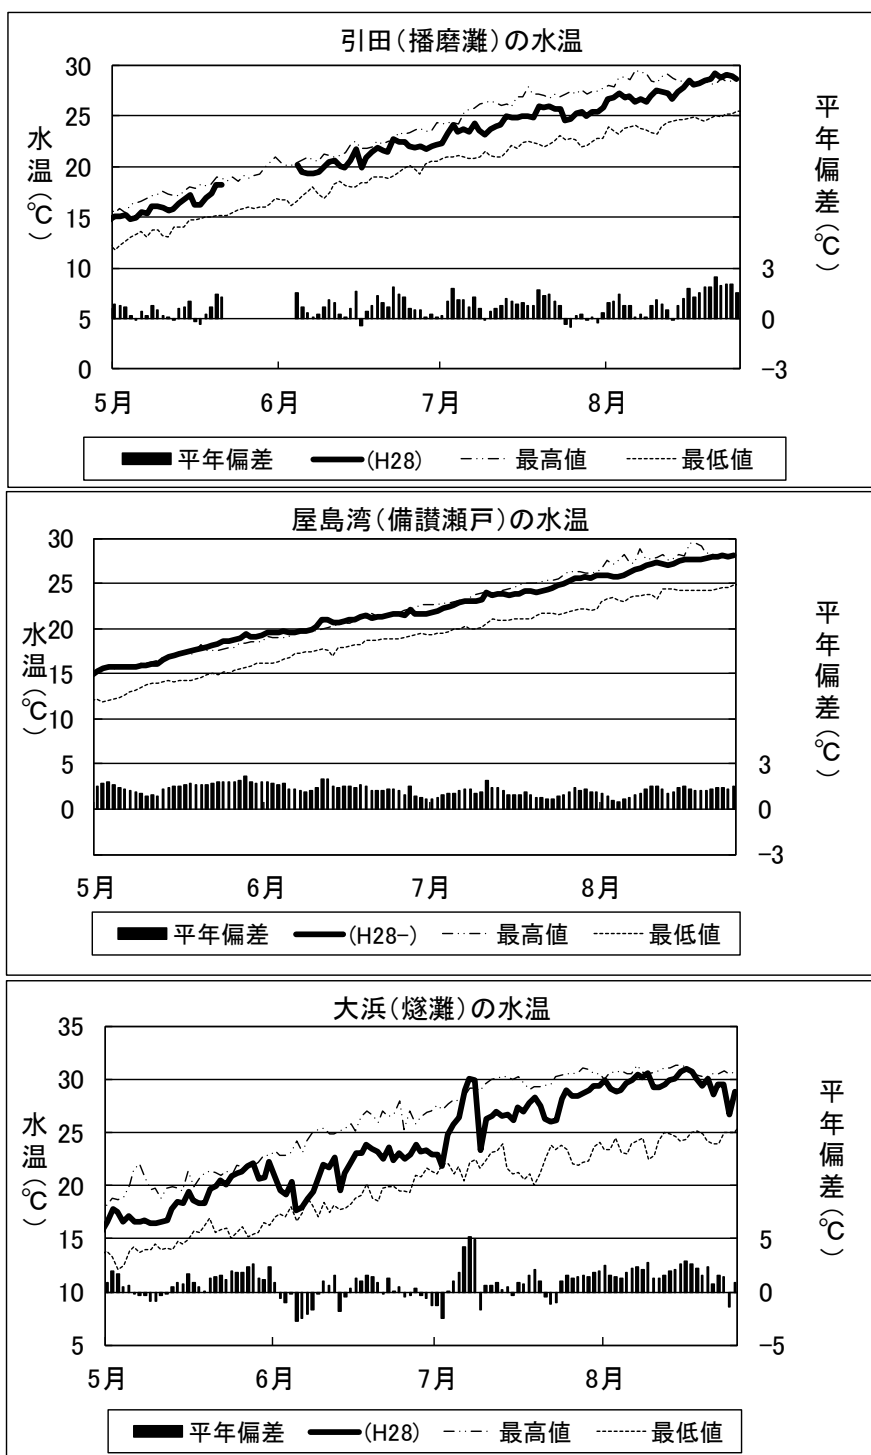 引田（播磨灘）の水温
水温（℃）
平年偏差（℃）
30
25
20
15
10
5
0
3
0
−3
5月 6月 7月 8月
平年偏差 (H28) 最高値 最低値
屋島湾（備讃瀬戸）の水温
水温（℃）
平年偏差（℃）
30
25
20
15
10
5
0
3
0
−3
5月 6月 7月 8月
平年偏差 (H28-) 最高値 最低値
大浜（燧灘）の水温
水温（℃）
平年偏差（℃）
35
30
25
20
15
10
5
5
0
−5
5月 6月 7月 8月
平年偏差 (H28) 最高値 最低値